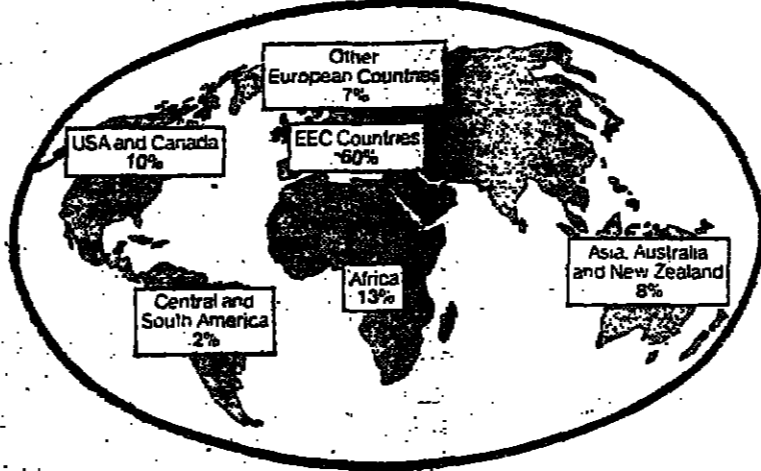 Other
European Countries
7%
USA and Canada
10%
EEC Countries
60%
Asia, Australia
and New Zealand
8%
Africa
13%
Central and
South America
2%